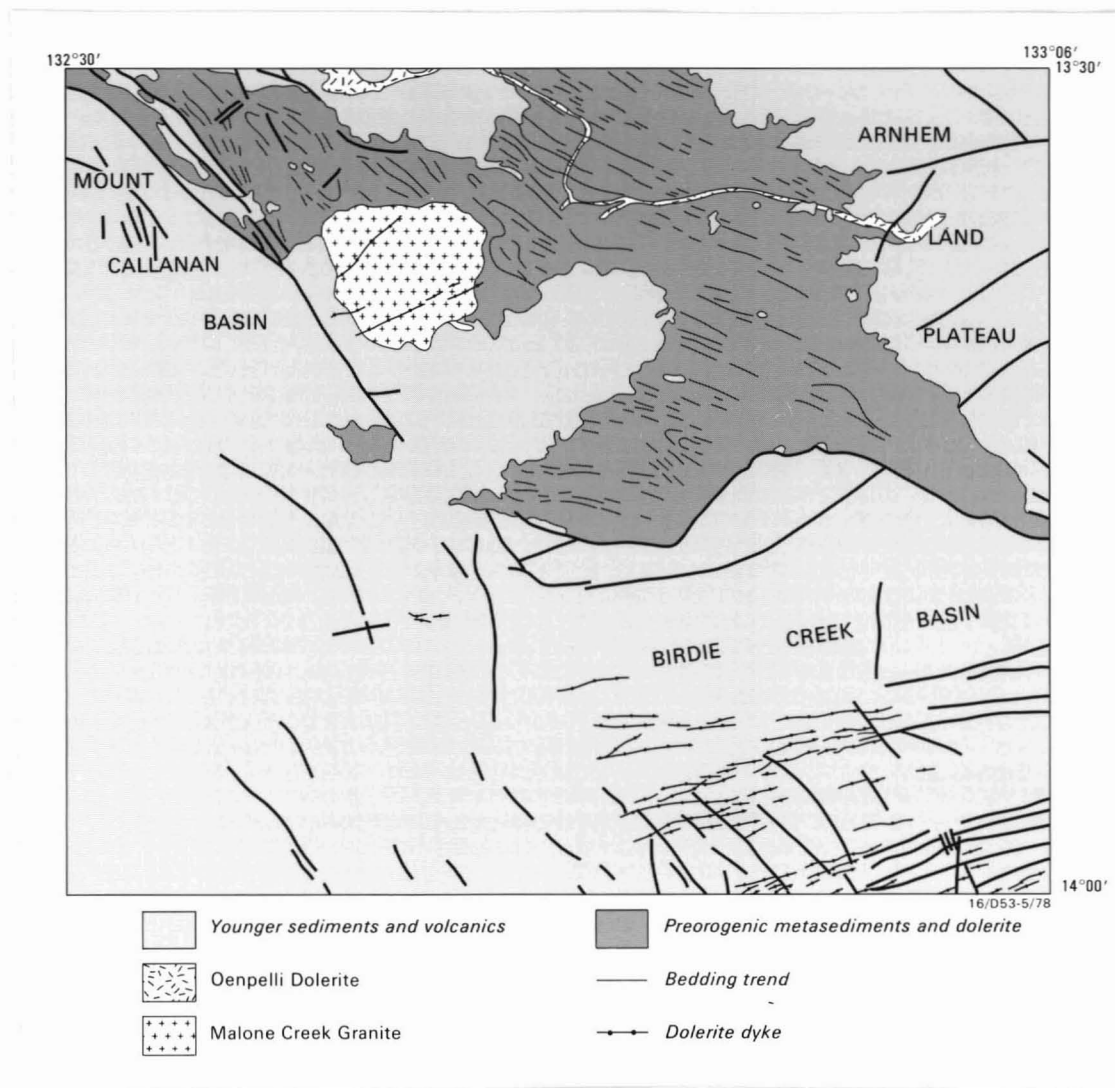 132°30′
133°06′
13°30′
ARNHEM
MOUNT
LAND
CALLANAN
BASIN
PLATEAU
BASIN
CREEK
BIRDIE
14°00′
16/D53-5/78
Younger sediments and volcanics
Preorogenic metasediments and dolerite
Oenpelli Dolerite
Bedding trend
Malone Creek Granite
Dolerite dyke